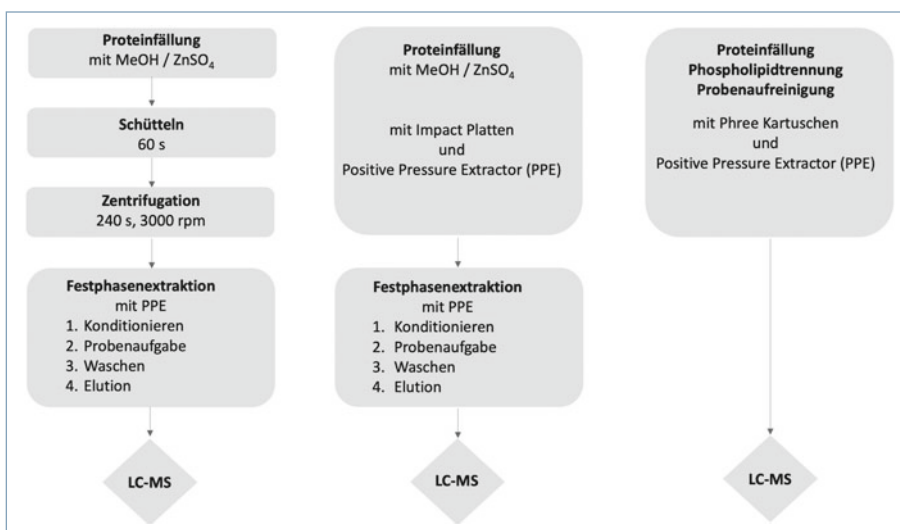 Proteinfällung
mit MeOH / ZnSO₄
Schütteln
60 s
Zentrifugation
240 s, 3000 rpm
Festphasenextraktion
mit PPE
1. Konditionieren
2. Probenaufgabe
3. Waschen
4. Elution
LC-MS
Proteinfällung
mit MeOH / ZnSO₄
mit Impact Platten
und
Positive Pressure Extractor (PPE)
Festphasenextraktion
mit PPE
1. Konditionieren
2. Probenaufgabe
3. Waschen
4. Elution
LC-MS
Proteinfällung
Phospholipidtrennung
Probenaufreinigung
mit Phree Kartuschen
und
Positive Pressure Extractor (PPE)
LC-MS